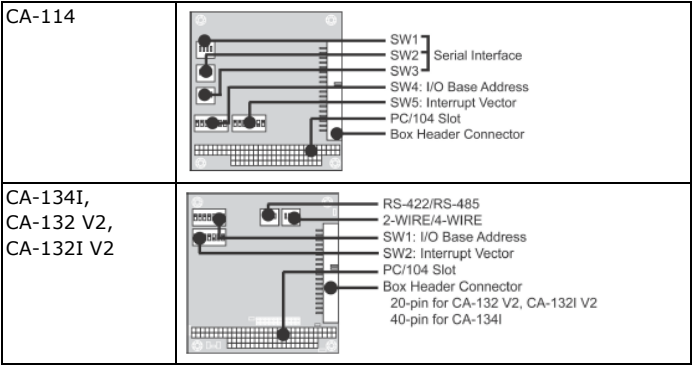 CA-114
SW1
SW2
Serial Interface
SW3
SW4: I/O Base Address
SW5: Interrupt Vector
PC/104 Slot
Box Header Connector
CA-134I,
CA-132 V2,
CA-132I V2
RS-422/RS-485
2-WIRE/4-WIRE
SW1: I/O Base Address
SW2: Interrupt Vector
PC/104 Slot
Box Header Connector
20-pin for CA-132 V2, CA-132I V2
40-pin for CA-134I